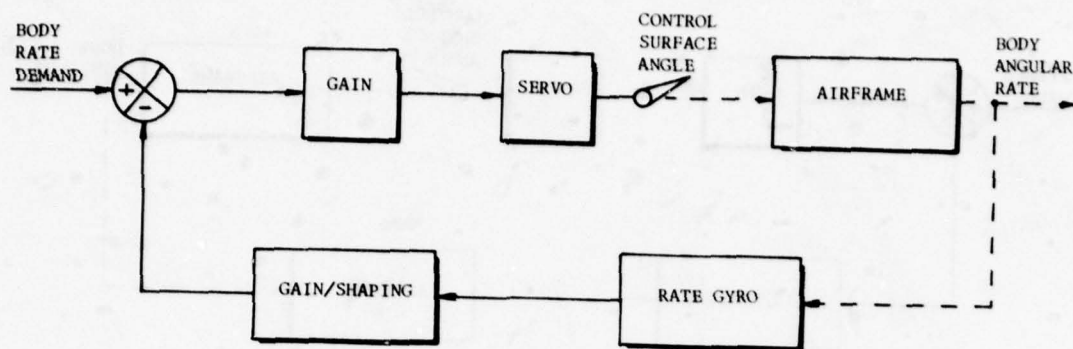 BODY
RATE
DEMAND
+
-
GAIN
SERVO
CONTROL
SURFACE
ANGLE
AIRFRAME
BODY
ANGULAR
RATE
GAIN/SHAPING
RATE GYRO